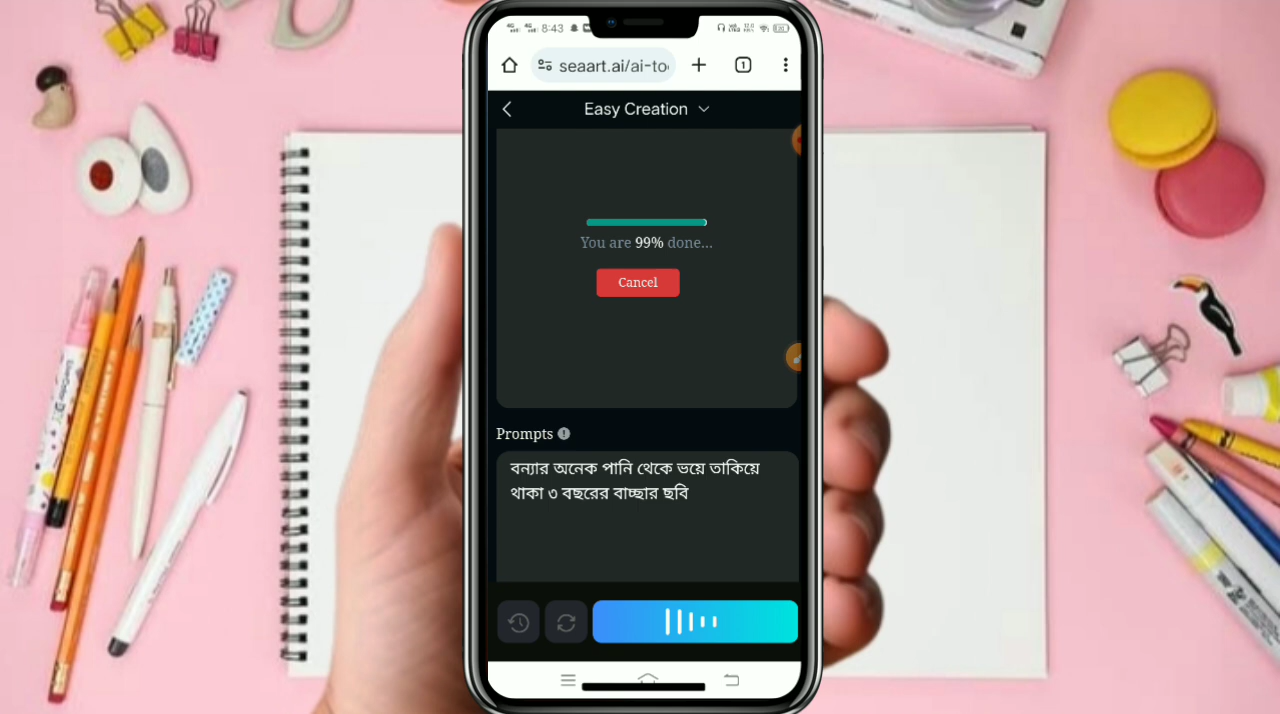 8:43
seaart.ai/ai-to
1
Easy Creation
You are 99% done...
Cancel
Prompts
বন্যার অনেক পানি থেকে ভয়ে তাকিয়ে
থাকা ৩ বছরের বাচ্ছার ছবি